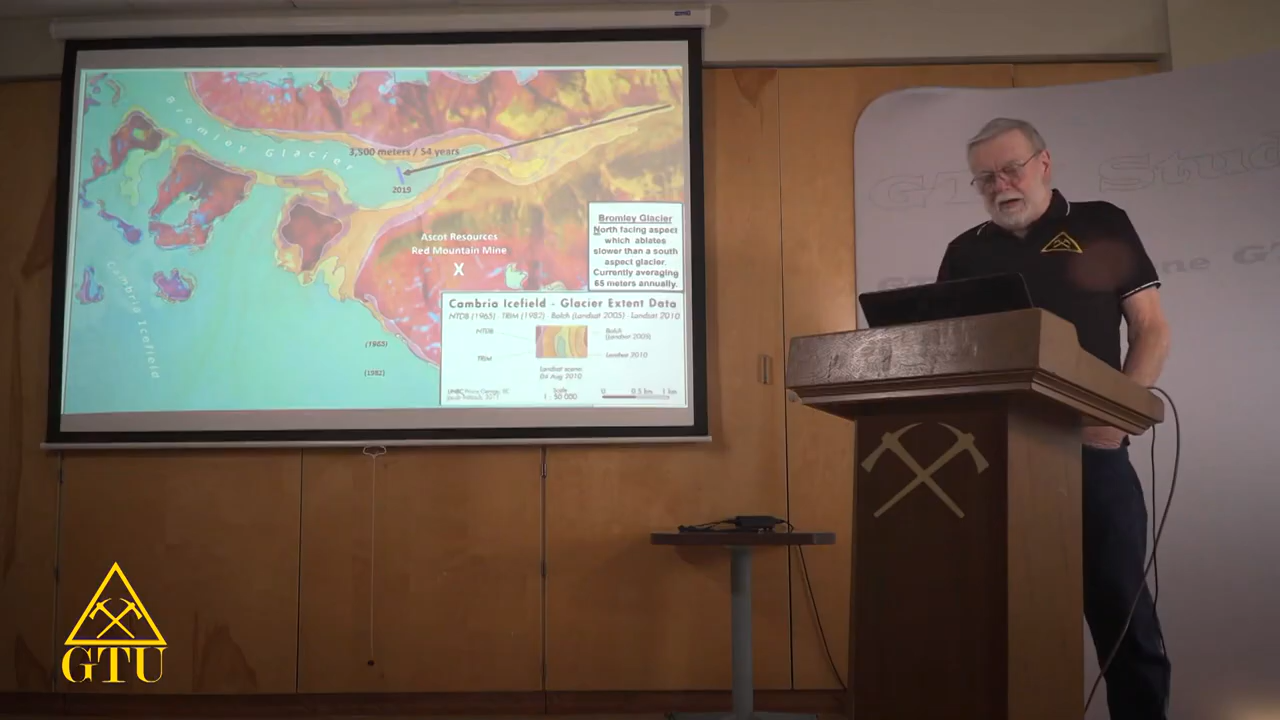 Bromley Glacier
3,500 meters / 54 years
2019
Cambria Icefield
Ascot Resources
Red Mountain Mine
X
Bromley Glacier
North facing aspect
which ablates
slower than a south
aspect glacier.
Currently averaging
65 meters annually.
Cambria Icefield - Glacier Extent Data
NTDB (1965) TRIM (1982) Bolch (Landsat 2005) Landsat 2010
NTDB
TRIM
Bolch
(Landsat 2005)
Landsat 2010
Landsat scene:
04 Aug 2010
Scale
1 : 50 000
0 0.5 km 1 km
(1965)
(1982)
GTU